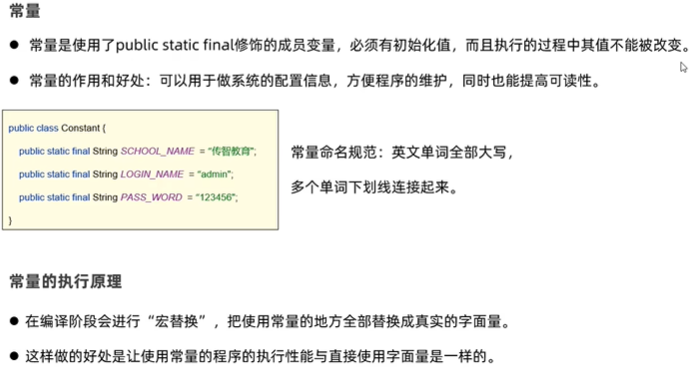 常量
● 常量是使用了public static final修饰的成员变量，必须有初始化值，而且执行的过程中其值不能被改变。
● 常量的作用和好处：可以用于做系统的配置信息，方便程序的维护，同时也能提高可读性。
public class Constant {
public static final String SCHOOL_NAME = "传智教育";
public static final String LOGIN_NAME = "admin";
public static final String PASS_WORD = "123456";
}
常量命名规范：英文单词全部大写，
多个单词下划线连接起来。
常量的执行原理
● 在编译阶段会进行“宏替换”，把使用常量的地方全部替换成真实的字面量。
● 这样做的好处是让使用常量的程序的执行性能与直接使用字面量是一样的。